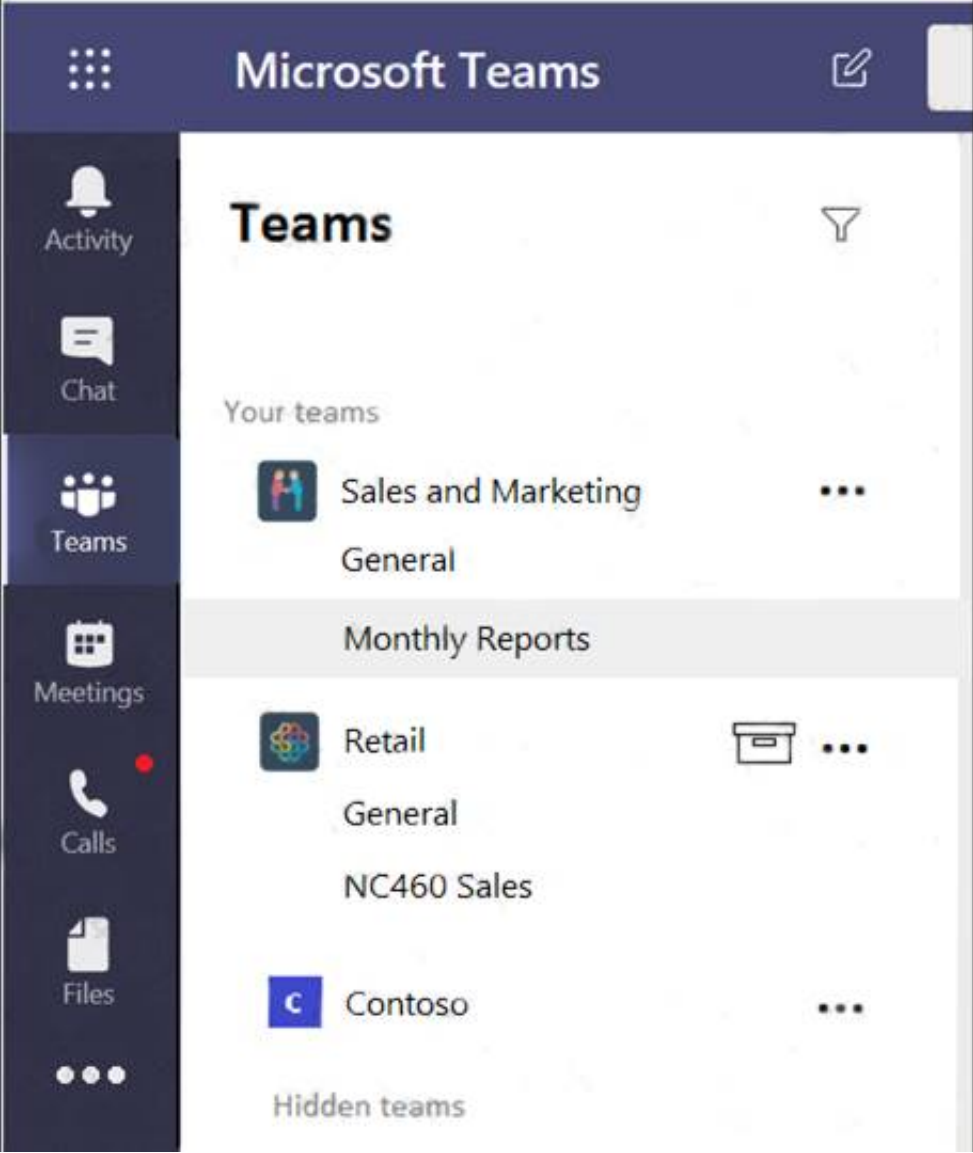 Microsoft Teams
Activity
Chat
Teams
Meetings
Calls
Files
Teams
Your teams
Sales and Marketing
General
Monthly Reports
Retail
General
NC460 Sales
C Contoso
Hidden teams